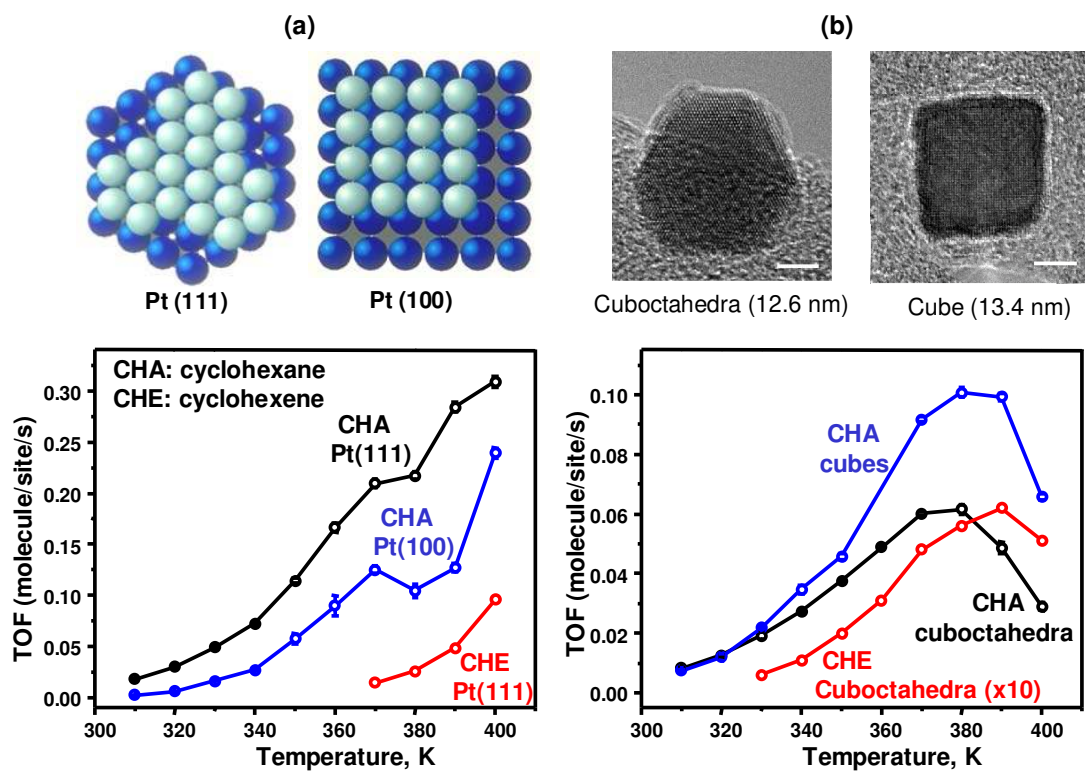 (a)
(b)
Pt (111)
Pt (100)
Cuboctahedra (12.6 nm)
Cube (13.4 nm)
CHA: cyclohexane
CHE: cyclohexene
CHA
Pt(111)
CHA
Pt(100)
CHE
Pt(111)
TOF (molecule/site/s)
0.30
0.25
0.20
0.15
0.10
0.05
0.00
300 320 340 360 380 400
Temperature, K
CHA
cubes
CHA
cuboctahedra
CHE
Cuboctahedra (x10)
TOF (molecule/site/s)
0.10
0.08
0.06
0.04
0.02
0.00
300 320 340 360 380 400
Temperature, K